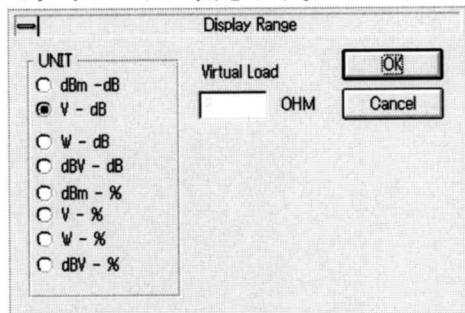 Display Range
UNIT
dBm -dB
V - dB
W - dB
dBV - dB
dBm - %
V - %
W - %
dBV - %
Virtual Load
OHM
OK
Cancel